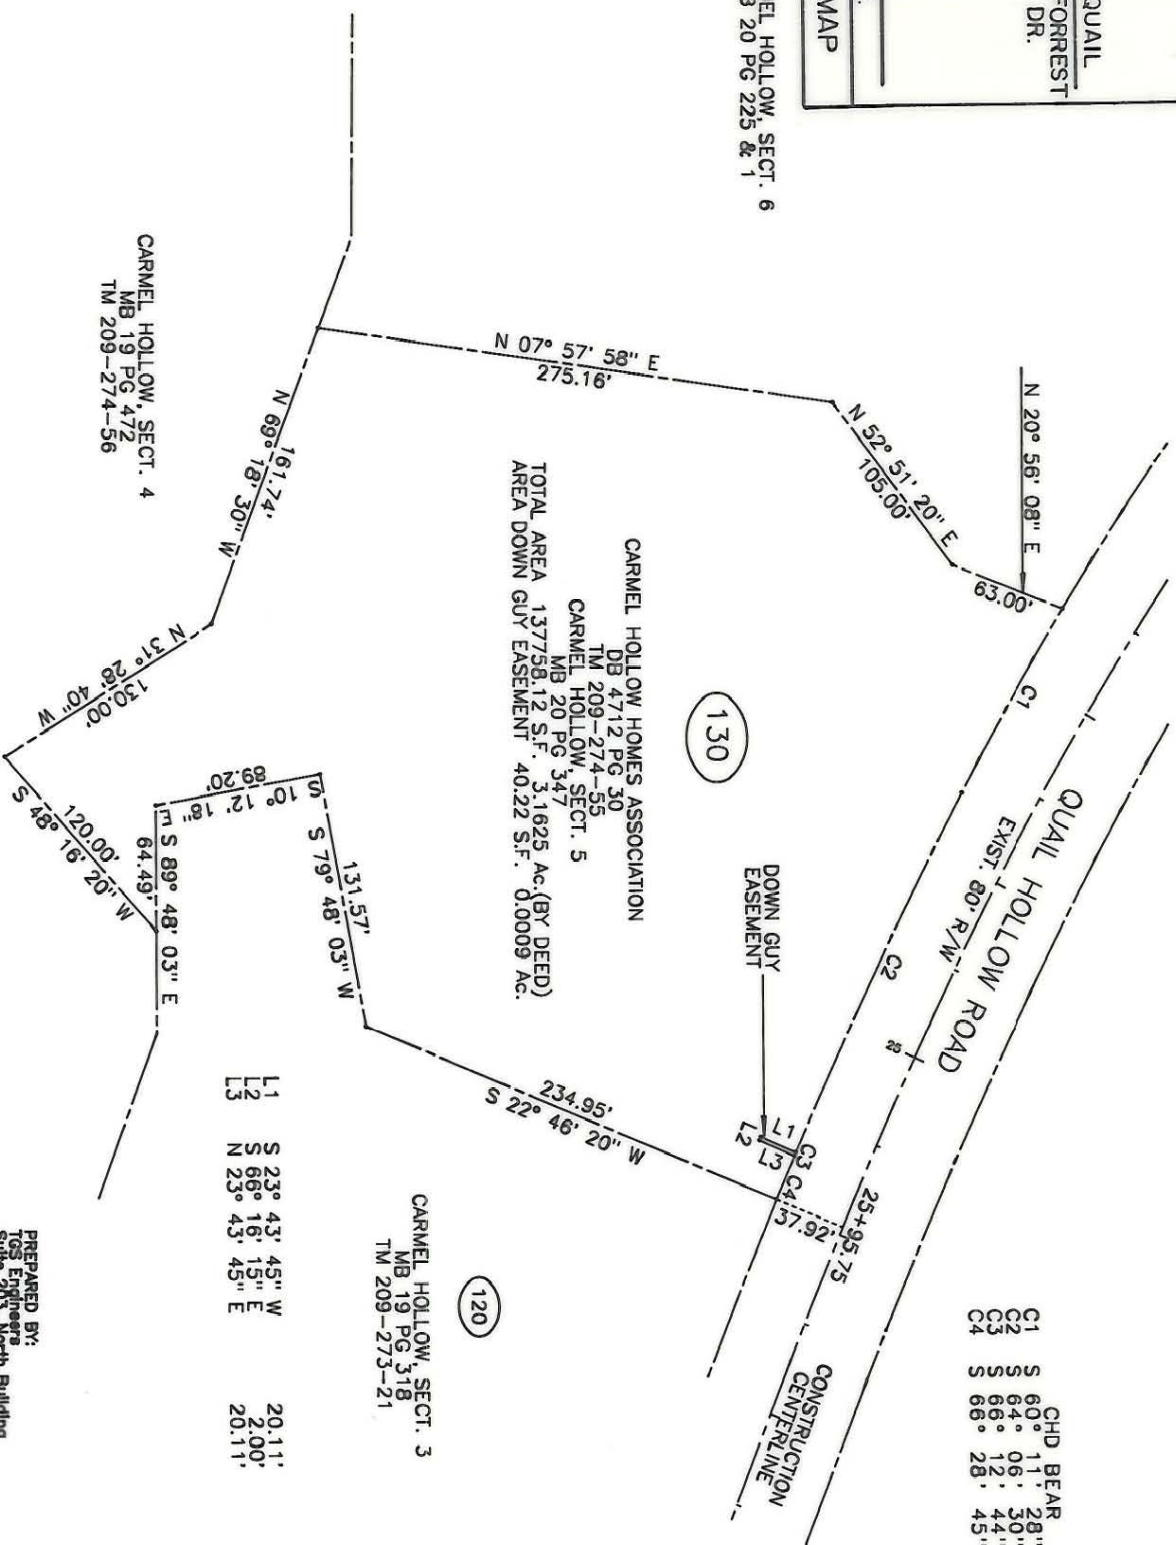 QUAIL
FORREST
DR.
MAP
EL HOLLOW, SECT. 6
B 20 PG 225 & 1
N 20° 56' 08" E
63.00'
N 52° 51' 20" E
105.00'
N 07° 57' 58" E
275.16'
QUAIL HOLLOW ROAD
EXIST. 80' R/W
C1
C2
25
C3
C4
25+95.75
37.92'
CONSTRUCTION
CENTERLINE
CHD BEAR
C1 S 60° 11' 28"
C2 S 64° 06' 30"
C3 S 66° 12' 44"
C4 S 66° 28' 45"
130
CARMEL HOLLOW HOMES ASSOCIATION
DB 4712 PG 30
TM 209-274-55
CARMEL HOLLOW, SECT. 5
MB 20 PG 347
TOTAL AREA 137758.12 S.F. 3.1625 Ac.(BY DEED)
AREA DOWN GUY EASEMENT 40.22 S.F. 0.0009 Ac.
DOWN GUY
EASEMENT
L1
L2
L3
234.95'
S 22° 46' 20" W
120
CARMEL HOLLOW, SECT. 3
MB 19 PG 318
TM 209-273-21
131.57'
S 79° 48' 03" W
S 10° 12' 18" E
69.20'
S 89° 48' 03" E
64.49'
120.00'
S 48° 16' 20" W
130.00'
N 31° 26' 40" W
161.74'
N 69° 18' 30" W
CARMEL HOLLOW, SECT. 4
MB 19 PG 472
TM 209-274-56
L1 S 23° 43' 45" W 20.11'
L2 S 66° 16' 15" E 2.00'
L3 N 23° 43' 45" E 20.11'
PREPARED BY:
TGS Engineers
Suite 203 North Building